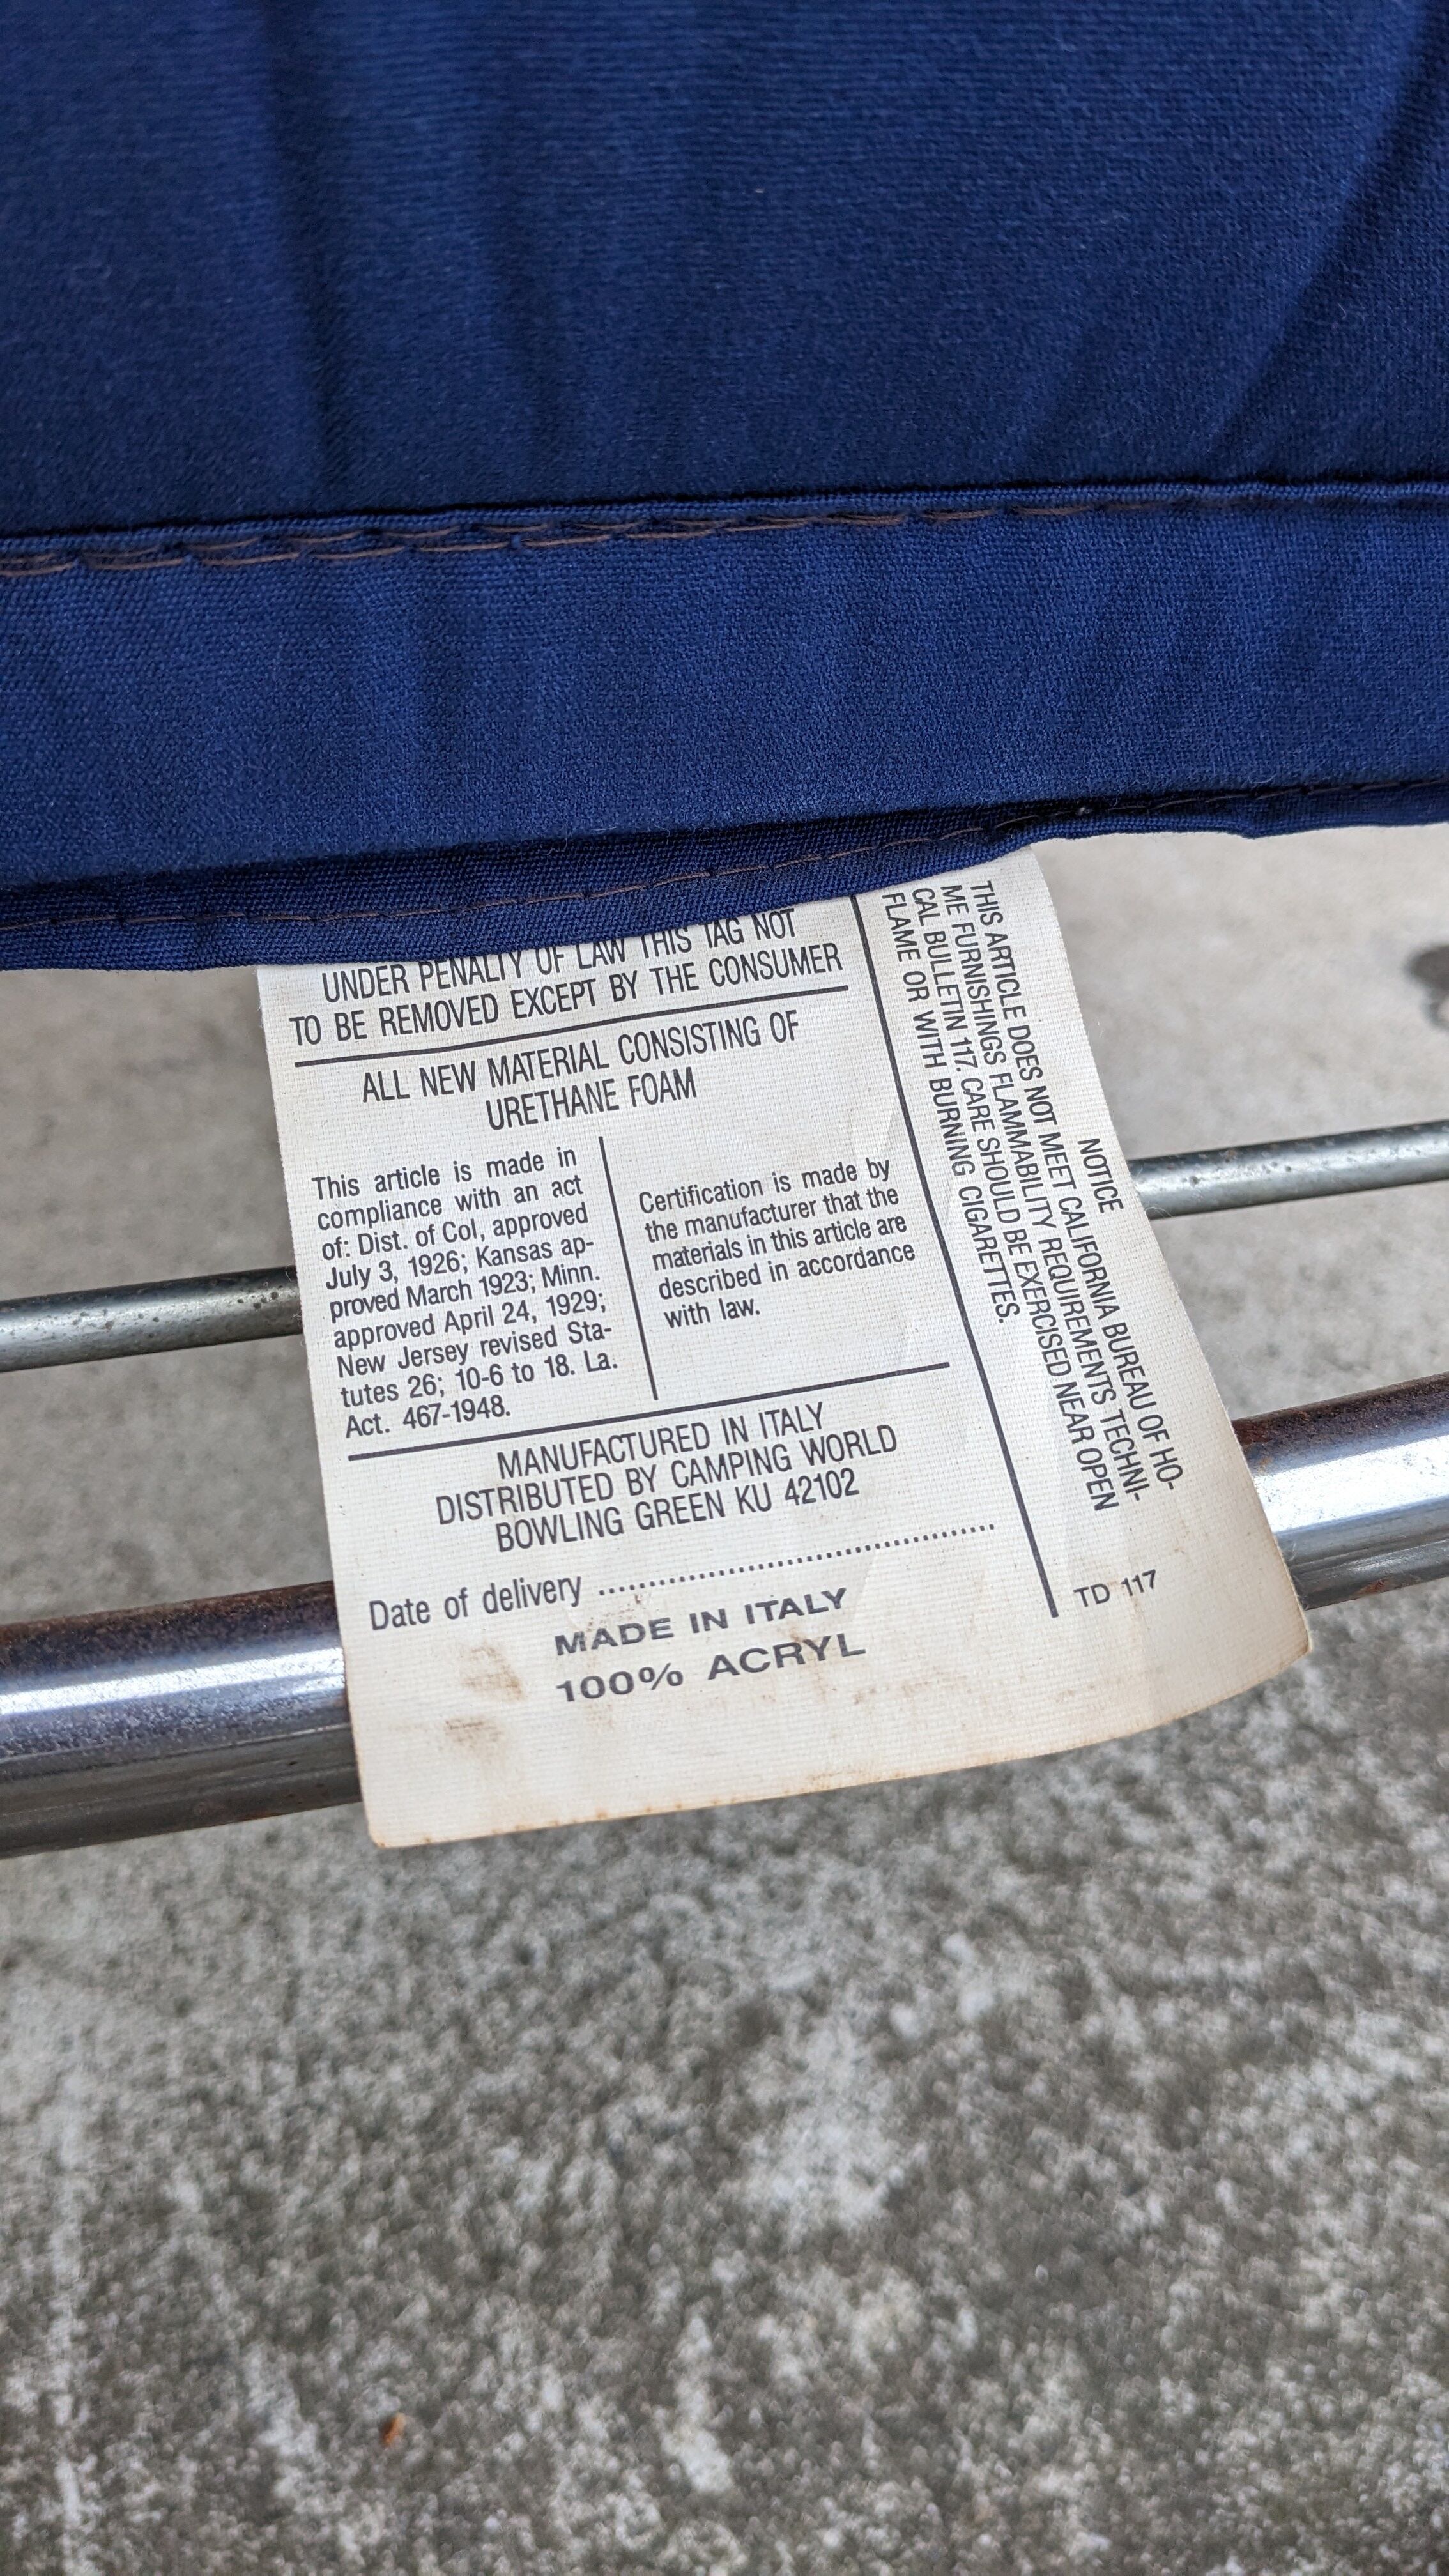 UNDER PENALTY OF LAW THIS TAG NOT
TO BE REMOVED EXCEPT BY THE CONSUMER
ALL NEW MATERIAL CONSISTING OF
URETHANE FOAM
This article is made in
compliance with an act
of: Dist. of Col, approved
July 3, 1926; Kansas ap-
proved March 1923; Minn.
approved April 24, 1929;
New Jersey revised Sta-
tutes 26; 10-6 to 18. La.
Act. 467-1948.
Certification is made by
the manufacturer that the
materials in this article are
described in accordance
with law.
MANUFACTURED IN ITALY
DISTRIBUTED BY CAMPING WORLD
BOWLING GREEN KU 42102
Date of delivery ........................................
MADE IN ITALY
100% ACRYL
NOTICE
THIS ARTICLE DOES NOT MEET CALIFORNIA BUREAU OF HO-
ME FURNISHINGS FLAMMABILITY REQUIREMENTS TECHNI-
CAL BULLETIN 117. CARE SHOULD BE EXERCISED NEAR OPEN
FLAME OR WITH BURNING CIGARETTES.
TD 117